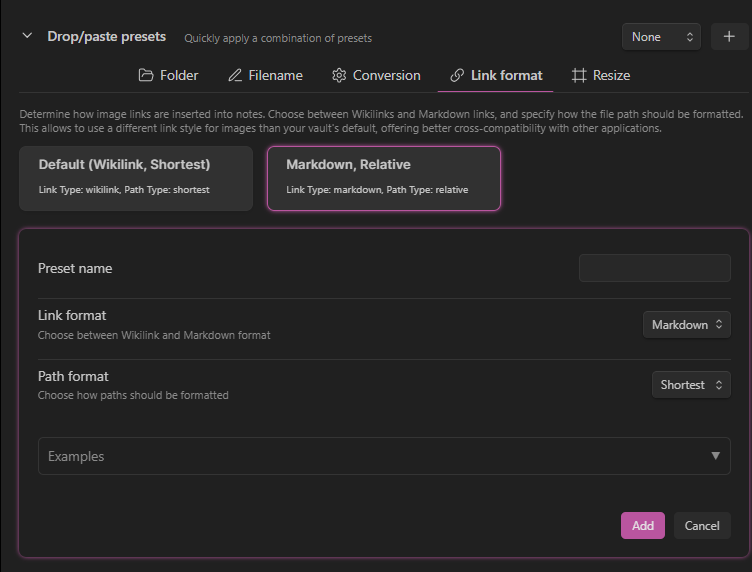 Drop/paste presets Quickly apply a combination of presets None
Folder Filename Conversion Link format Resize
Determine how image links are inserted into notes. Choose between Wikilinks and Markdown links, and specify how the file path should be formatted.
This allows to use a different link style for images than your vault's default, offering better cross-compatibility with other applications.
Default (Wikilink, Shortest)
Link Type: wikilink, Path Type: shortest
Markdown, Relative
Link Type: markdown, Path Type: relative
Preset name
Link format
Choose between Wikilink and Markdown format
Markdown
Path format
Choose how paths should be formatted
Shortest
Examples
Add Cancel